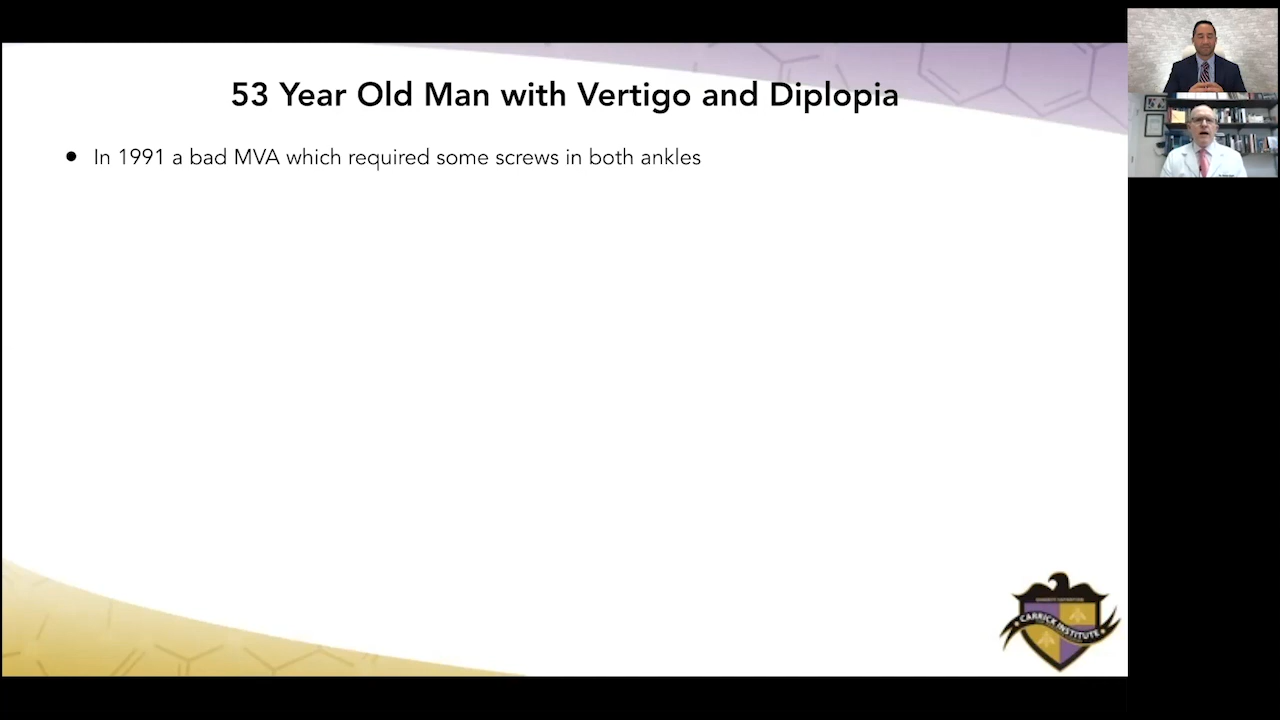 53 Year Old Man with Vertigo and Diplopia
• In 1991 a bad MVA which required some screws in both ankles
CARRICK INSTITUTE